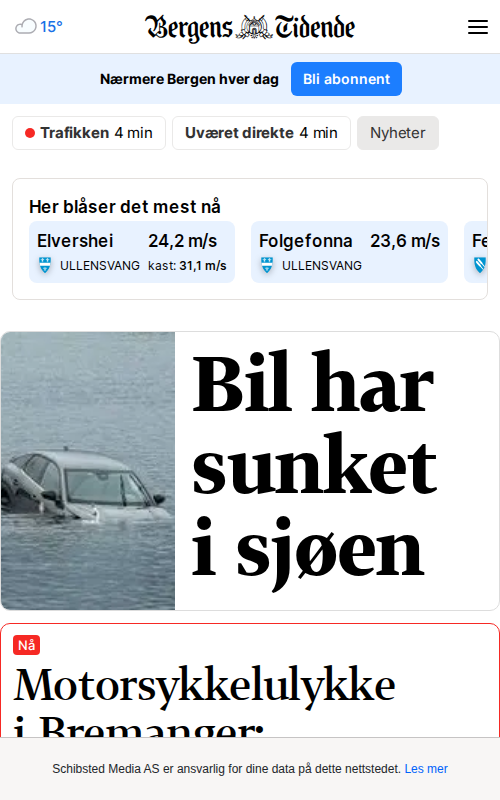 15°
Bergens Tidende
Nærmere Bergen hver dag
Bli abonnent
Trafikken 4 min
Uværet direkte 4 min
Nyheter
Her blåser det mest nå
Elvershei 24,2 m/s
ULLENSVANG kast: 31,1 m/s
Folgefonna 23,6 m/s
ULLENSVANG
Fe
Bil har
sunket
i sjøen
Nå
Motorsykkelulykke
i Bremanger:
Schibsted Media AS er ansvarlig for dine data på dette nettstedet. Les mer